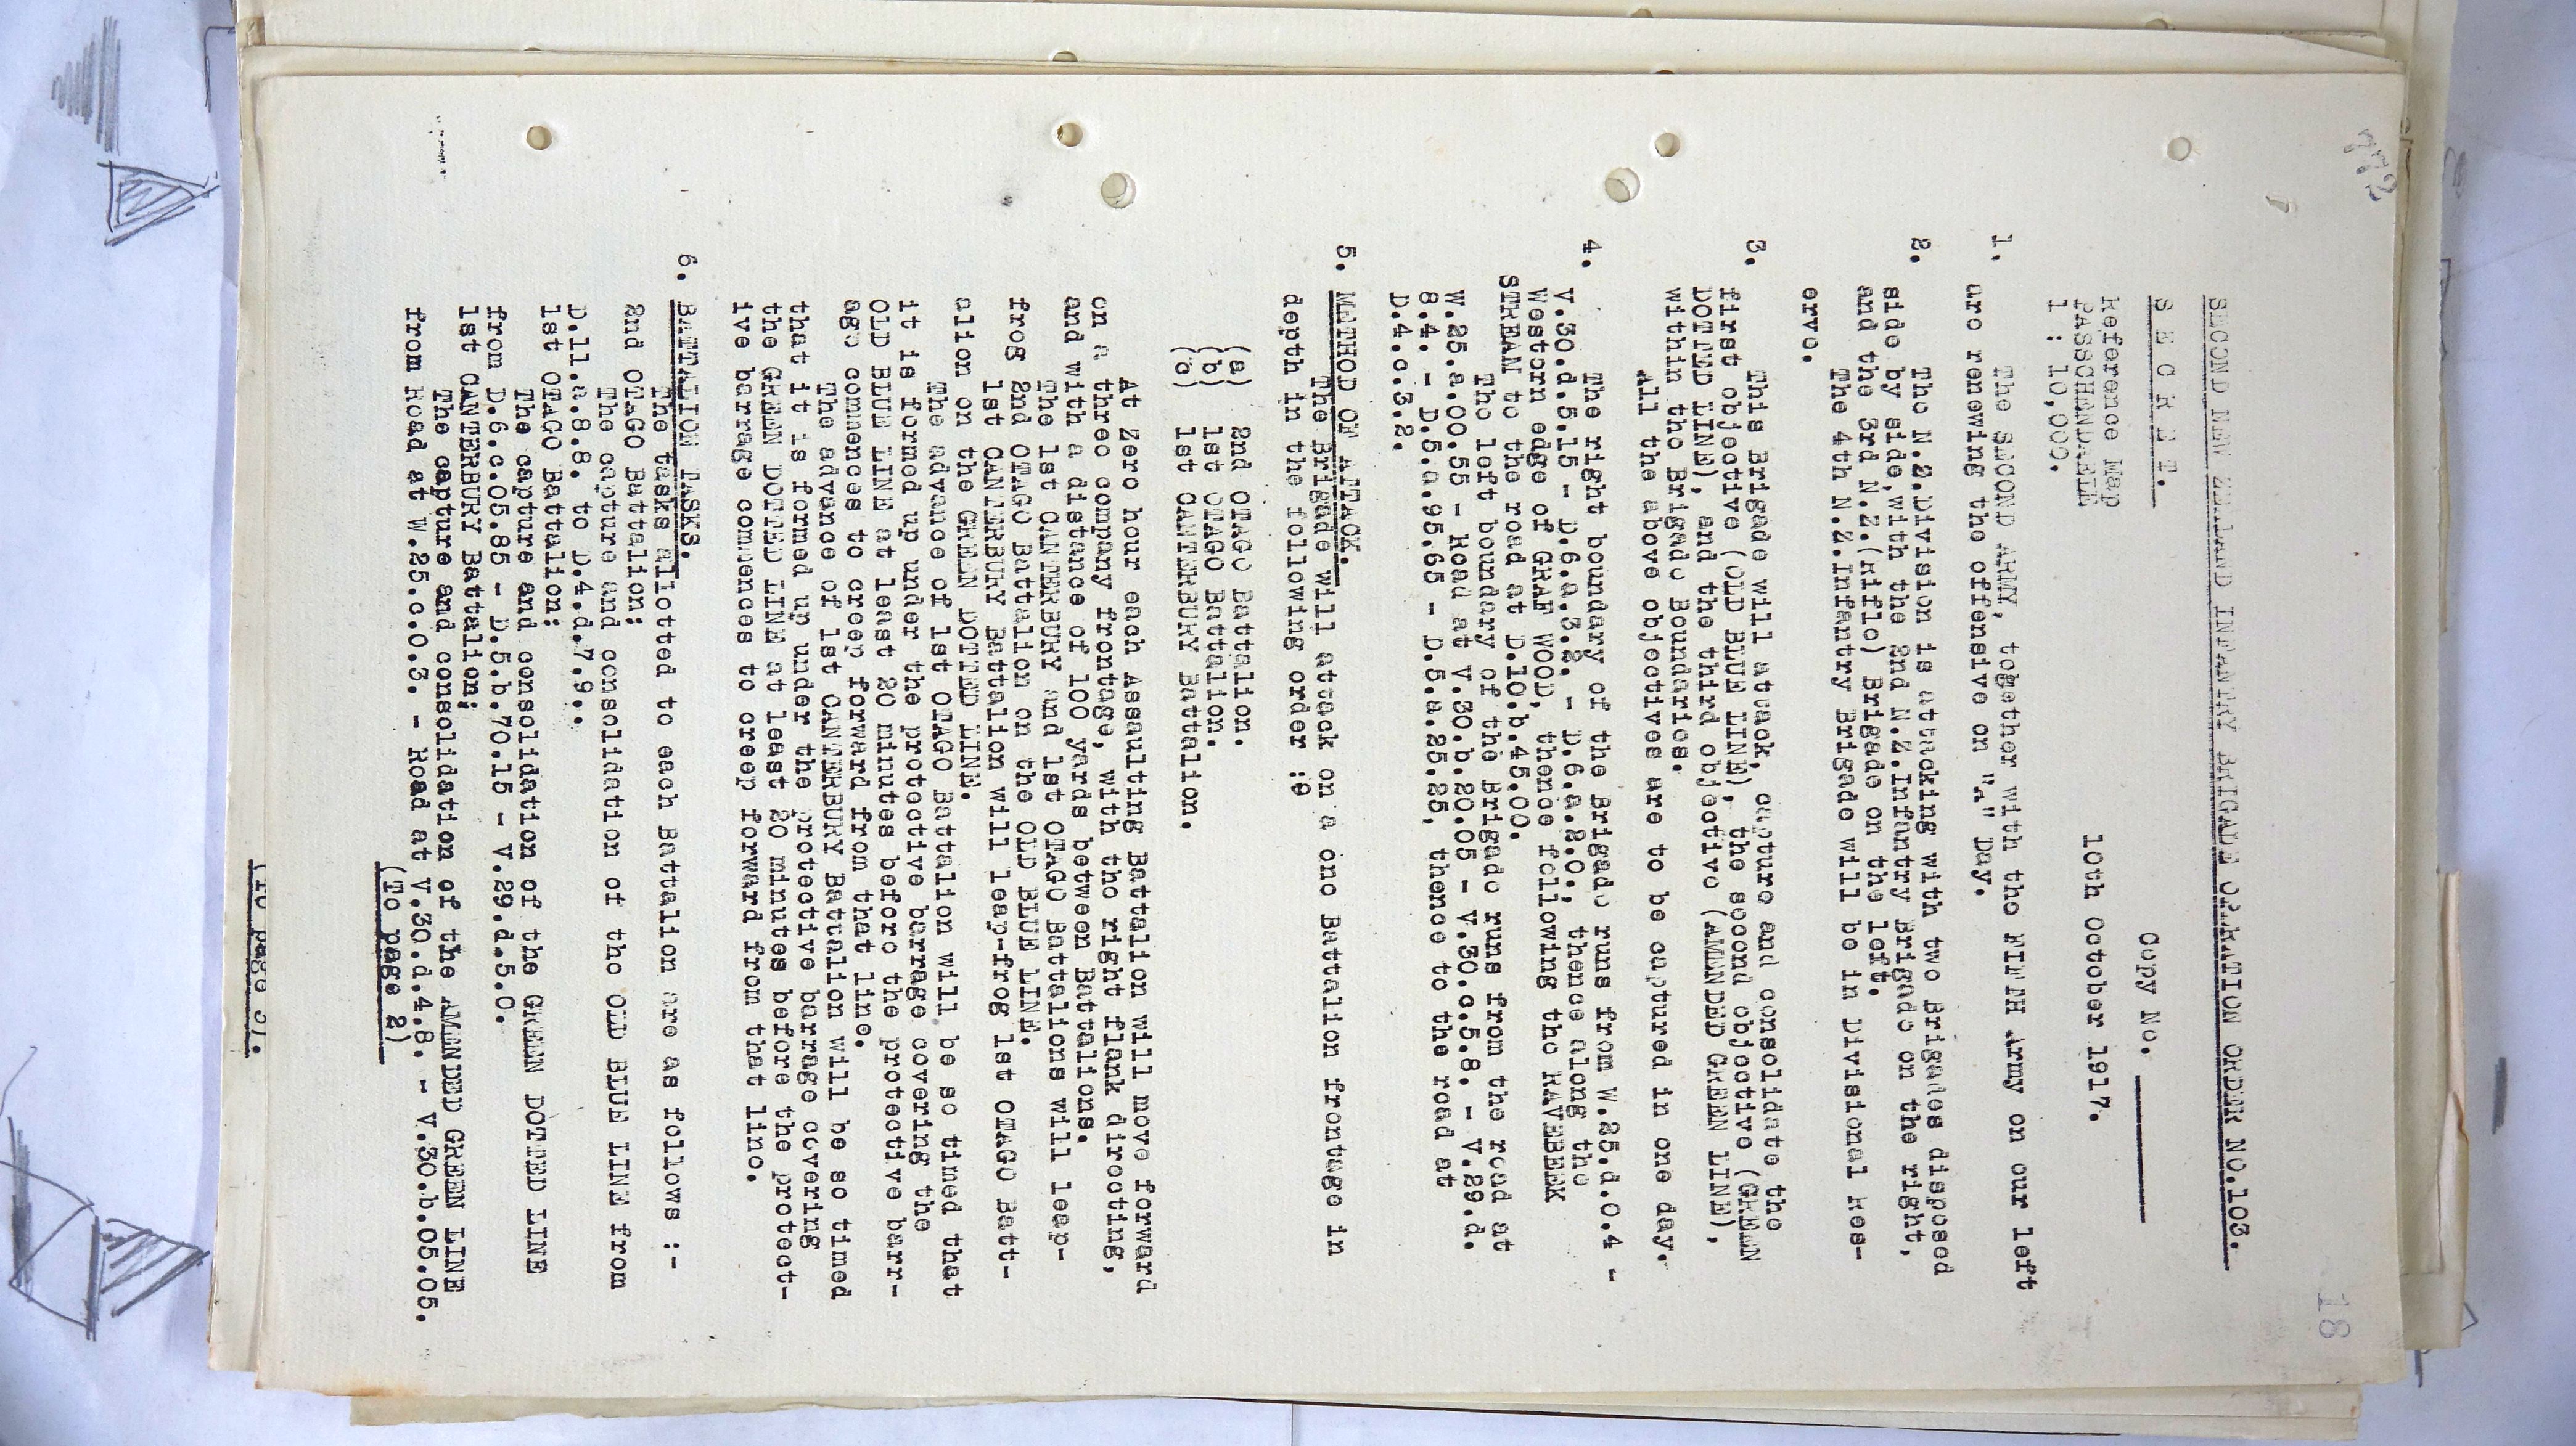 18
SECOND NEW ZEALAND INFANTRY BRIGADE OPERATION ORDER NO.103.
S E C R E T.
Copy No.
Reference Map
PASSCHENDAELE
1 : 10,000.
10th October 1917.
1. The SECOND ARMY, together with the FIFTH Army on our left
are renewing the offensive on "A" Day.
2. The N.Z.Division is attacking with two Brigades disposed
side by side,with the 2nd N.Z.Infantry Brigade on the right,
and the 3rd N.Z.(Rifle) Brigade on the left.
The 4th N.Z.Infantry Brigade will be in Divisional Res-
erve.
3. This Brigade will attack, capture and consolidate the
first objective (OLD BLUE LINE), the second objective (GREEN
DOTTED LINE), and the third objective (AMENDED GREEN LINE),
within the Brigade Boundaries.
All the above objectives are to be captured in one day.
4. The right boundary of the Brigade runs from W.25.d.0.4 -
V.30.d.5.15 - D.6.a.3.2. - D.6.a.2.0., thence along the
Western edge of GRAF WOOD, thence following the RAVEBEEK
STREAM to the road at D.10.b.45.00.
The left boundary of the Brigade runs from the road at
W.25.a.00.55 - Road at V.30.b.20.05 - V.30.c.5.8. - V.29.d.
8.4. - D.5.a.95.65 - D.5.a.25.25, thence to the road at
D.4.c.3.2.
5. METHOD OF ATTACK.
The Brigade will attack on a one Battalion frontage in
depth in the following order :@
(a) 2nd OTAGO Battalion.
(b) 1st OTAGO Battalion.
(c) 1st CANTERBURY Battalion.
At Zero hour each Assaulting Battalion will move forward
on a three company frontage, with the right flank directing,
and with a distance of 100 yards between Battalions.
The 1st CANTERBURY and 1st OTAGO Battalions will leap-
frog 2nd OTAGO Battalion on the OLD BLUE LINE.
1st CANTERBURY Battalion will leap-frog 1st OTAGO Batt-
alion on the GREEN DOTTED LINE.
The advance of 1st OTAGO Battalion will be so timed that
it is formed up under the protective barrage covering the
OLD BLUE LINE at least 20 minutes before the protective barr-
age commences to creep forward from that line.
The advance of 1st CANTERBURY Battalion will be so timed
that it is formed up under the protective barrage covering
the GREEN DOTTED LINE at least 20 minutes before the protect-
ive barrage commences to creep forward from that line.
6. BATTALION TASKS.
The tasks allotted to each Battalion are as follows :-
2nd OTAGO Battalion:
The capture and consolidation of the OLD BLUE LINE from
D.11.a.8.8. to D.4.d.7.9..
1st OTAGO Battalion:
The capture and consolidation of the GREEN DOTTED LINE
from D.6.c.05.85 - D.5.b.70.15 - V.29.d.5.0.
1st CANTERBURY Battalion:
The capture and consolidation of the AMENDED GREEN LINE
from Road at W.25.c.0.3. - Road at V.30.d.4.8. - V.30.b.05.05.
(To page 2)